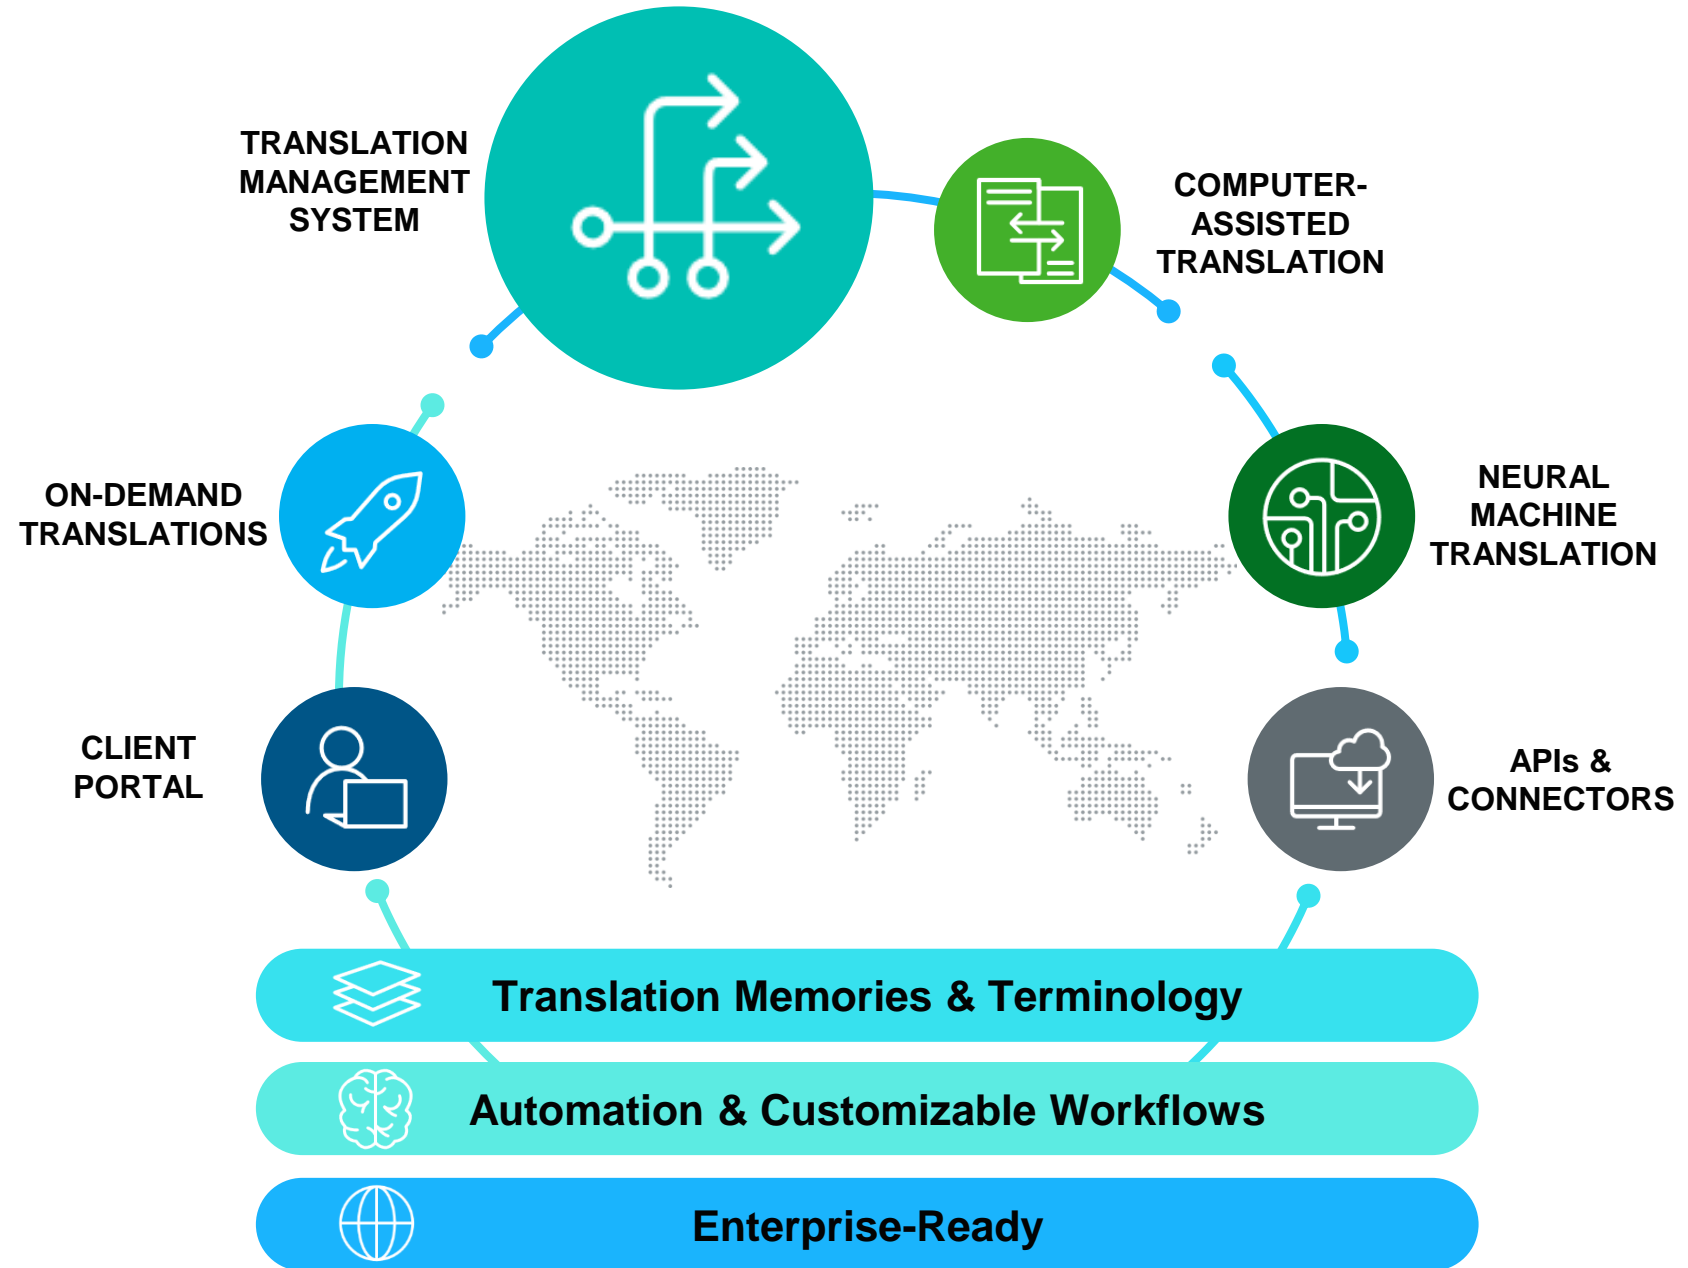 TRANSLATION
MANAGEMENT
SYSTEM
COMPUTER-
ASSISTED
TRANSLATION
ON-DEMAND
TRANSLATIONS
NEURAL
MACHINE
TRANSLATION
CLIENT
PORTAL
APIs &
CONNECTORS
Translation Memories & Terminology
Automation & Customizable Workflows
Enterprise-Ready